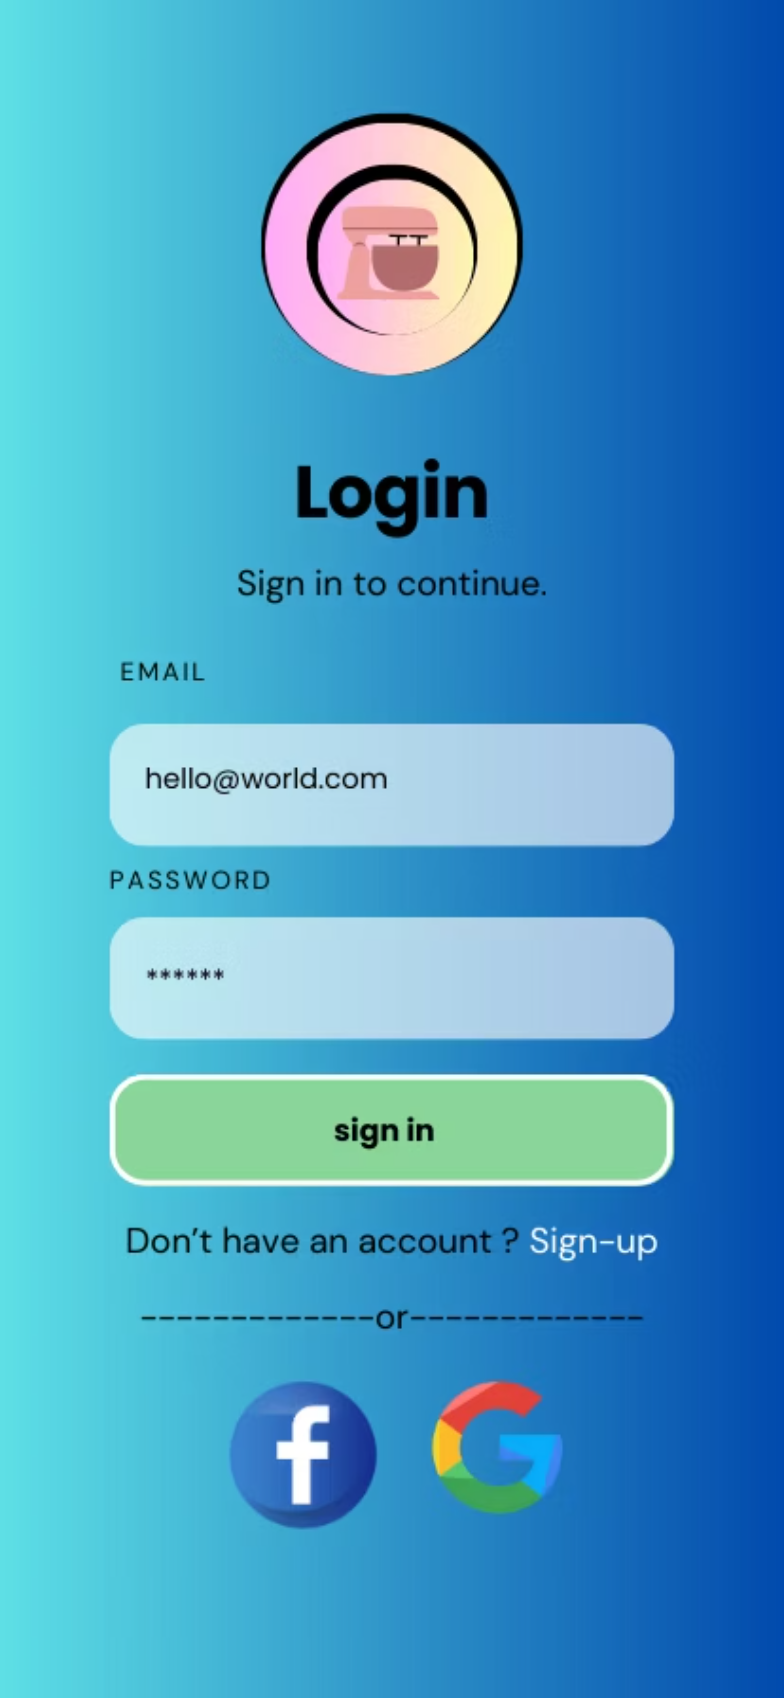 Login
Sign in to continue.
EMAIL
hello@world.com
PASSWORD
******
sign in
Don’t have an account ? Sign-up
-------------or-------------
f G